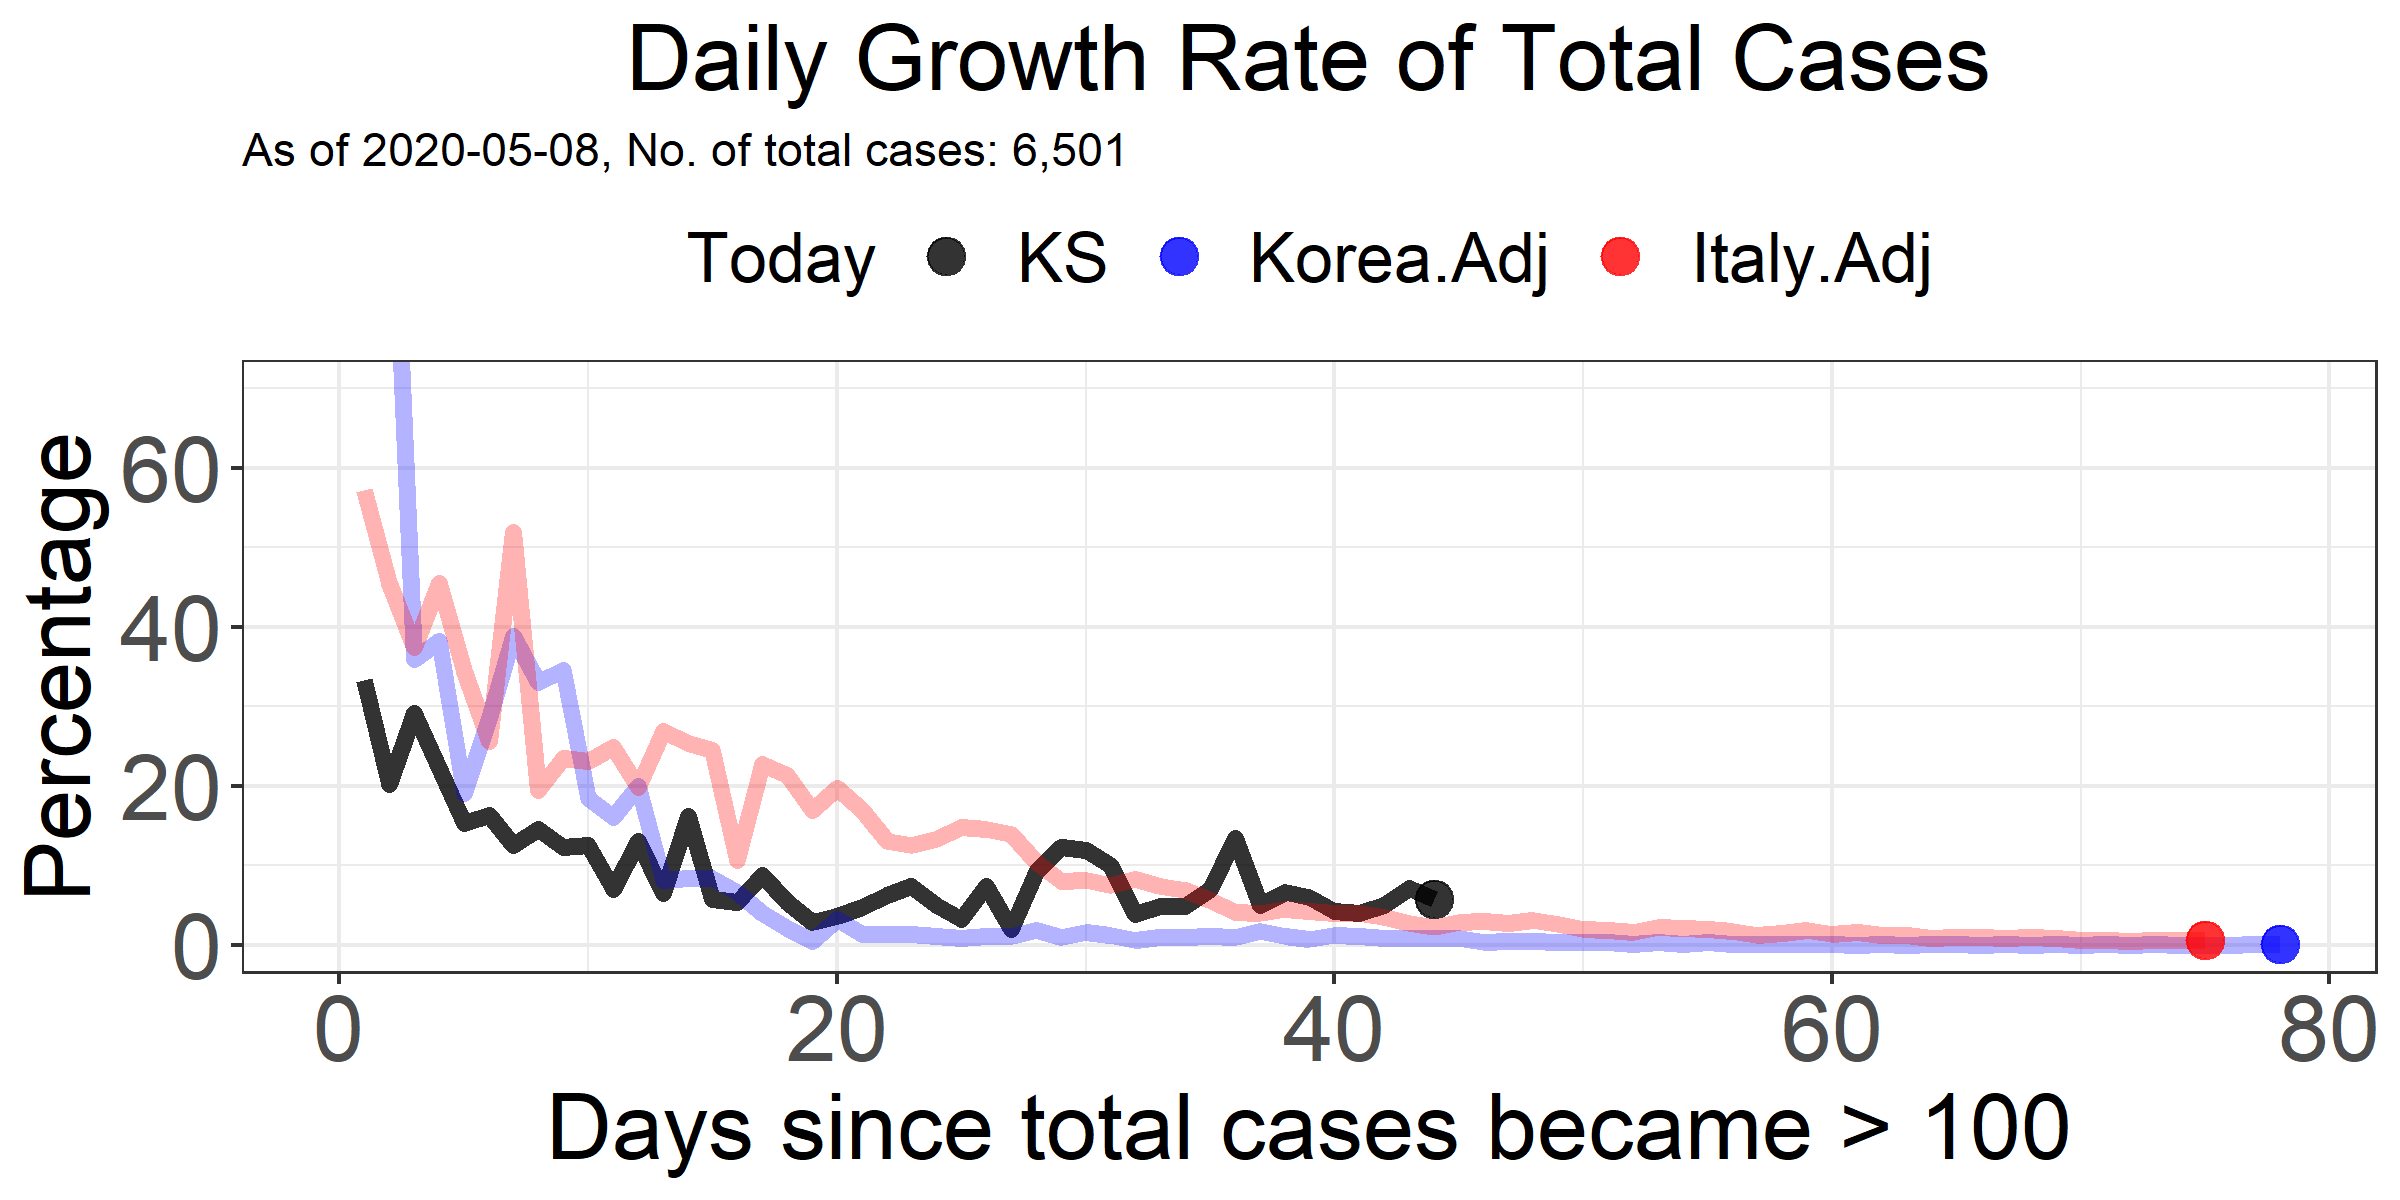 Daily Growth Rate of Total Cases
As of 2020-05-08, No. of total cases: 6,501
Today KS Korea.Adj Italy.Adj
Percentage
60
40
20
0
0 20 40 60 80
Days since total cases became > 100